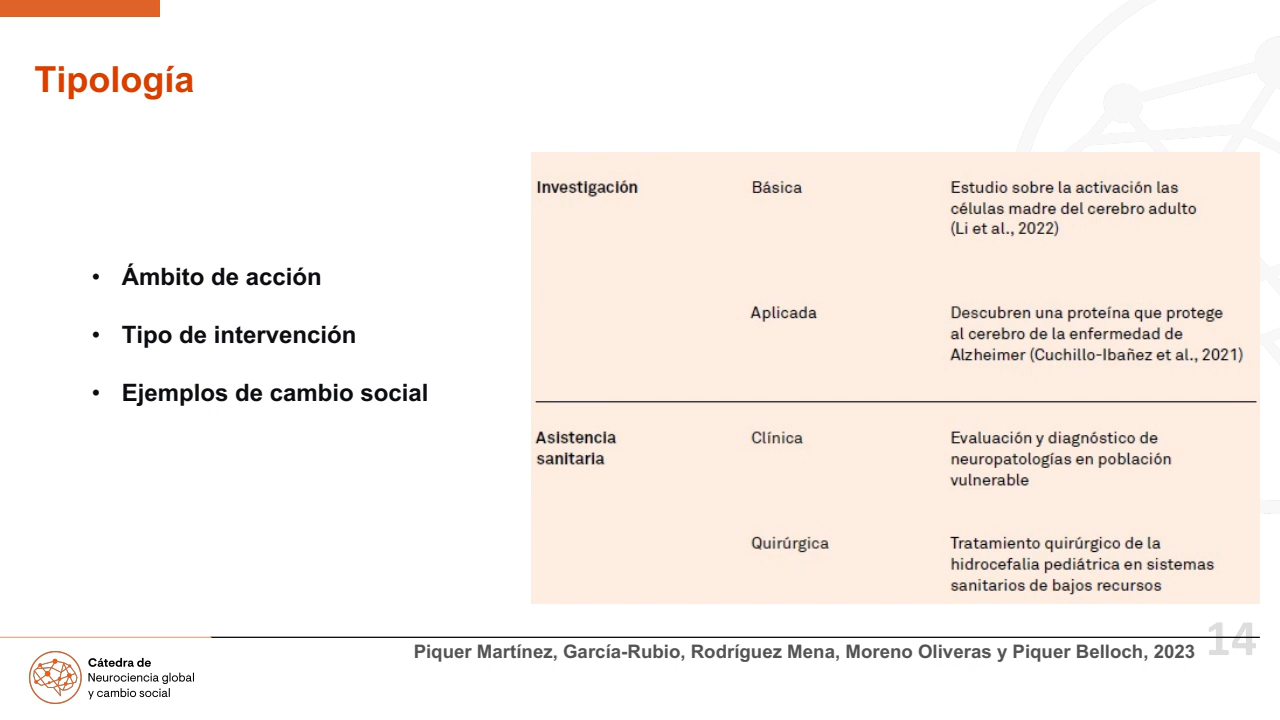 Tipología
• Ámbito de acción
• Tipo de intervención
• Ejemplos de cambio social
Investigación
Básica
Estudio sobre la activación las
células madre del cerebro adulto
(Li et al., 2022)
Aplicada
Descubren una proteína que protege
al cerebro de la enfermedad de
Alzheimer (Cuchillo-Ibañez et al., 2021)
Asistencia
sanitaria
Clínica
Evaluación y diagnóstico de
neuropatologías en población
vulnerable
Quirúrgica
Tratamiento quirúrgico de la
hidrocefalia pediátrica en sistemas
sanitarios de bajos recursos
Piquer Martínez, García-Rubio, Rodríguez Mena, Moreno Oliveras y Piquer Belloch, 2023
14
Cátedra de
Neurociencia global
y cambio social